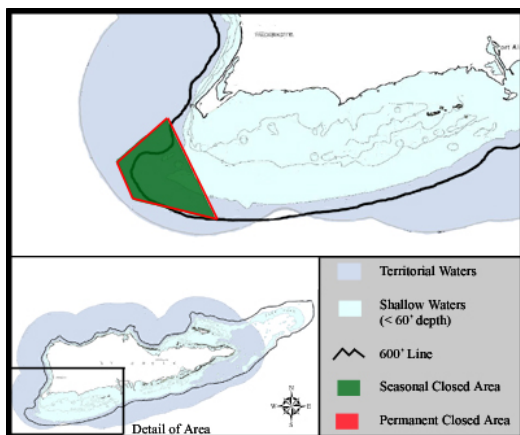 Territorial Waters
Shallow Waters
(< 60' depth)
600' Line
Seasonal Closed Area
Permanent Closed Area
N
W E
S
Detail of Area